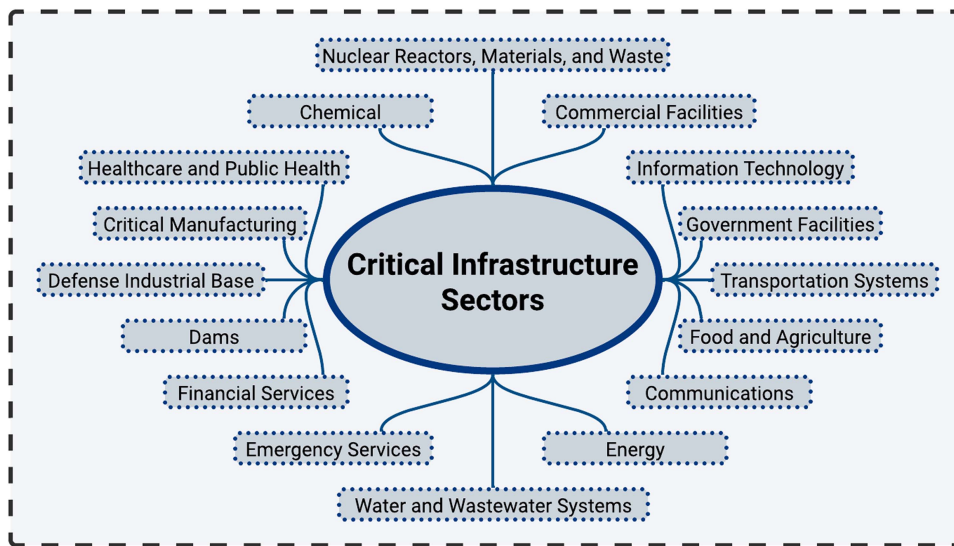 Nuclear Reactors, Materials, and Waste
Chemical
Commercial Facilities
Healthcare and Public Health
Information Technology
Critical Manufacturing
Government Facilities
Critical Infrastructure
Sectors
Defense Industrial Base
Transportation Systems
Dams
Food and Agriculture
Financial Services
Communications
Emergency Services
Energy
Water and Wastewater Systems